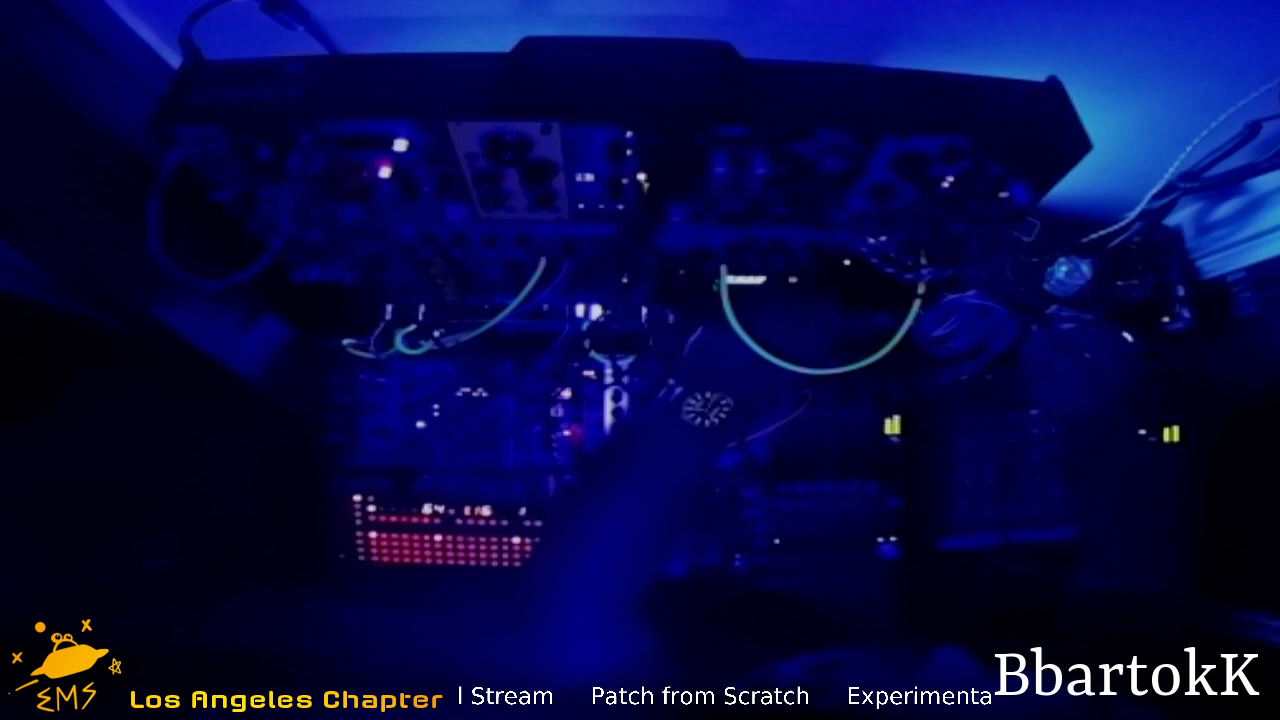 EMS
Los Angeles Chapter
l Stream Patch from Scratch Experimenta
BbartokK